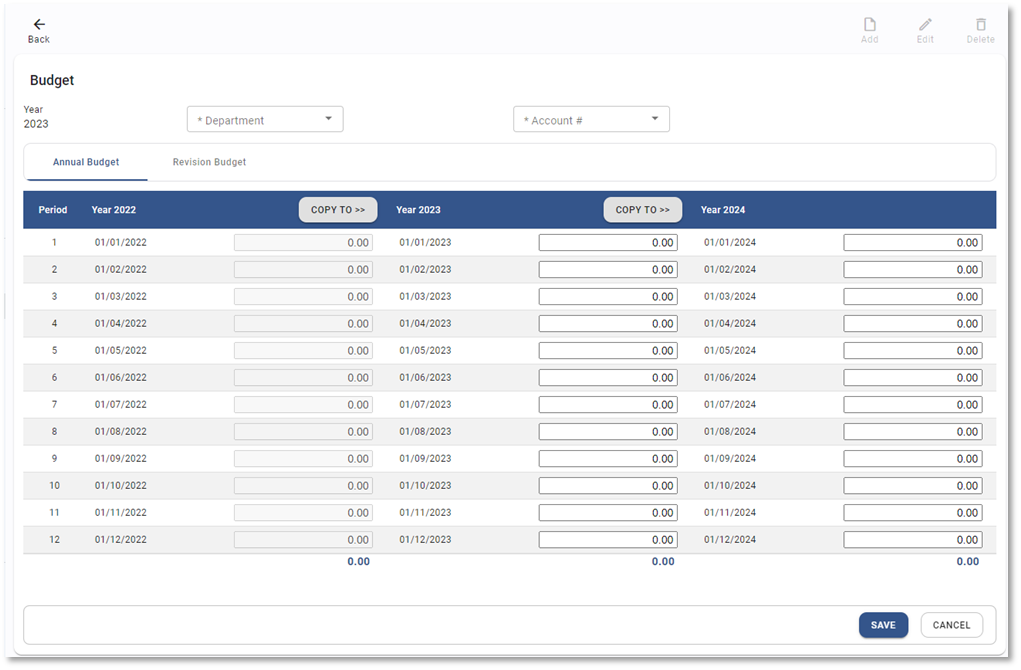 Back Add Edit Delete
Budget
Year
2023 * Department * Account #
Annual Budget Revision Budget
Period Year 2022 COPY TO >> Year 2023 COPY TO >> Year 2024
1 01/01/2022 0.00 01/01/2023 0.00 01/01/2024 0.00
2 01/02/2022 0.00 01/02/2023 0.00 01/02/2024 0.00
3 01/03/2022 0.00 01/03/2023 0.00 01/03/2024 0.00
4 01/04/2022 0.00 01/04/2023 0.00 01/04/2024 0.00
5 01/05/2022 0.00 01/05/2023 0.00 01/05/2024 0.00
6 01/06/2022 0.00 01/06/2023 0.00 01/06/2024 0.00
7 01/07/2022 0.00 01/07/2023 0.00 01/07/2024 0.00
8 01/08/2022 0.00 01/08/2023 0.00 01/08/2024 0.00
9 01/09/2022 0.00 01/09/2023 0.00 01/09/2024 0.00
10 01/10/2022 0.00 01/10/2023 0.00 01/10/2024 0.00
11 01/11/2022 0.00 01/11/2023 0.00 01/11/2024 0.00
12 01/12/2022 0.00 01/12/2023 0.00 01/12/2024 0.00
0.00 0.00 0.00
SAVE CANCEL